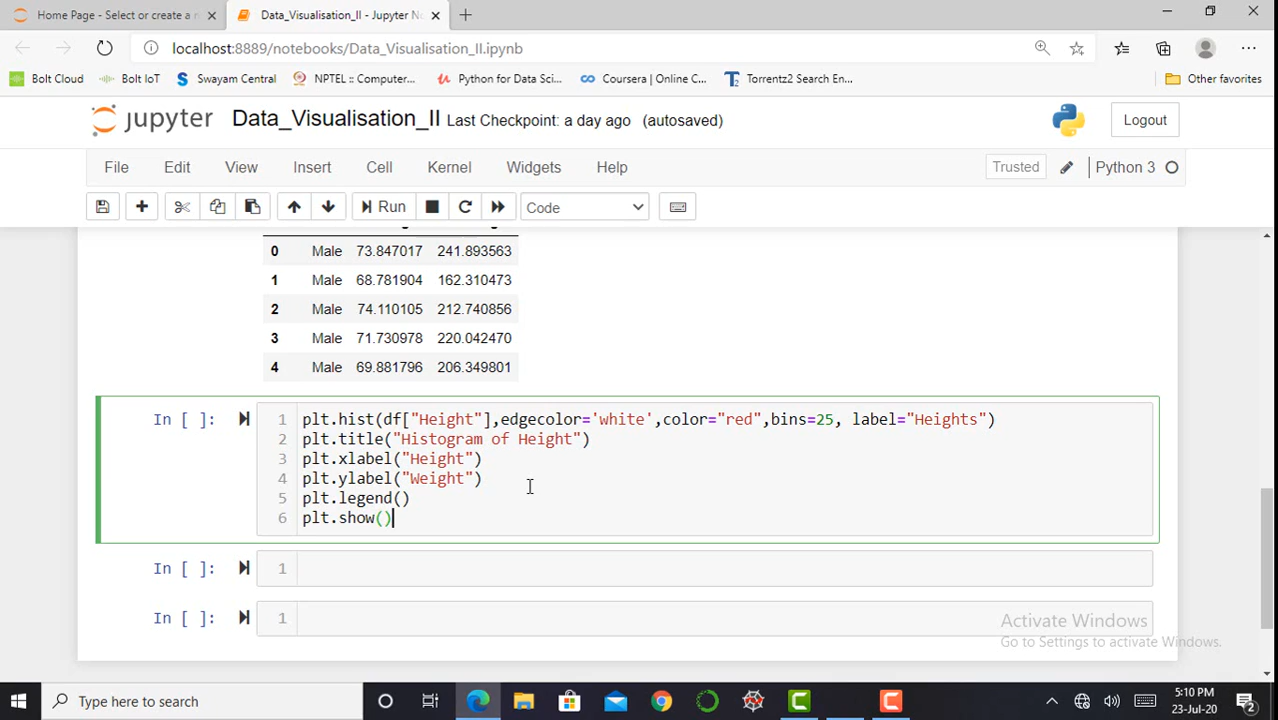 Home Page - Select or create a n
Data_Visualisation_II - Jupyter No
localhost:8889/notebooks/Data_Visualisation_II.ipynb
Bolt Cloud
Bolt IoT
Swayam Central
NPTEL :: Computer...
Python for Data Sci...
Coursera | Online C...
Torrentz2 Search En...
Other favorites
jupyter Data_Visualisation_II Last Checkpoint: a day ago (autosaved)
Logout
File Edit View Insert Cell Kernel Widgets Help
Trusted Python 3
Run Code
0 Male 73.847017 241.893563
1 Male 68.781904 162.310473
2 Male 74.110105 212.740856
3 Male 71.730978 220.042470
4 Male 69.881796 206.349801
In [ ]: 1 plt.hist(df["Height"],edgecolor='white',color="red",bins=25, label="Heights")
2 plt.title("Histogram of Height")
3 plt.xlabel("Height")
4 plt.ylabel("Weight")
5 plt.legend()
6 plt.show()
In [ ]: 1
In [ ]: 1
Activate Windows
Go to Settings to activate Windows.
Type here to search
5:10 PM
23-Jul-20
2